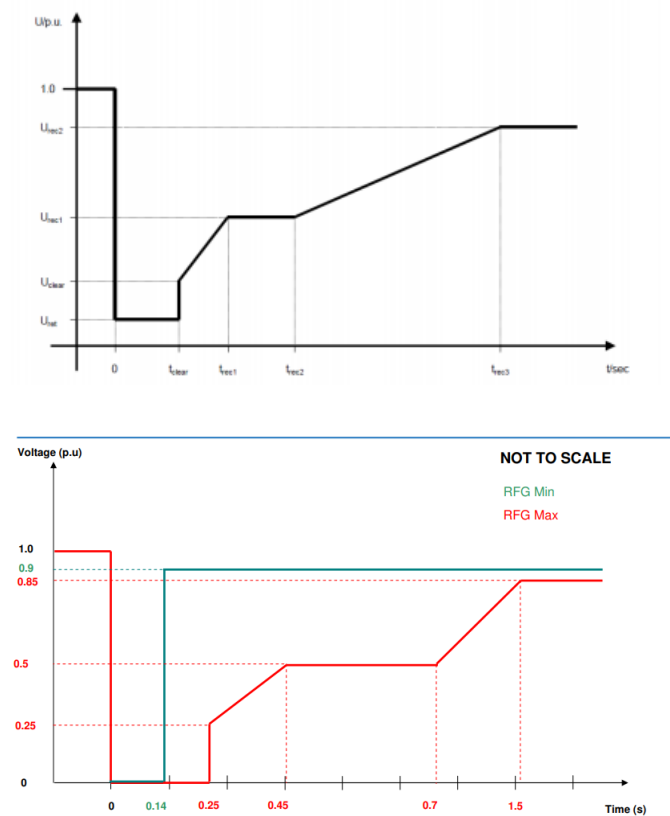 U/p.u.
1.0
Urec2
Urec1
Uclear
Uret
0 tclear trec1 trec2 trec3 t/sec
Voltage (p.u)
NOT TO SCALE
RFG Min
RFG Max
1.0
0.9
0.85
0.5
0.25
0
0 0.14 0.25 0.45 0.7 1.5 Time (s)